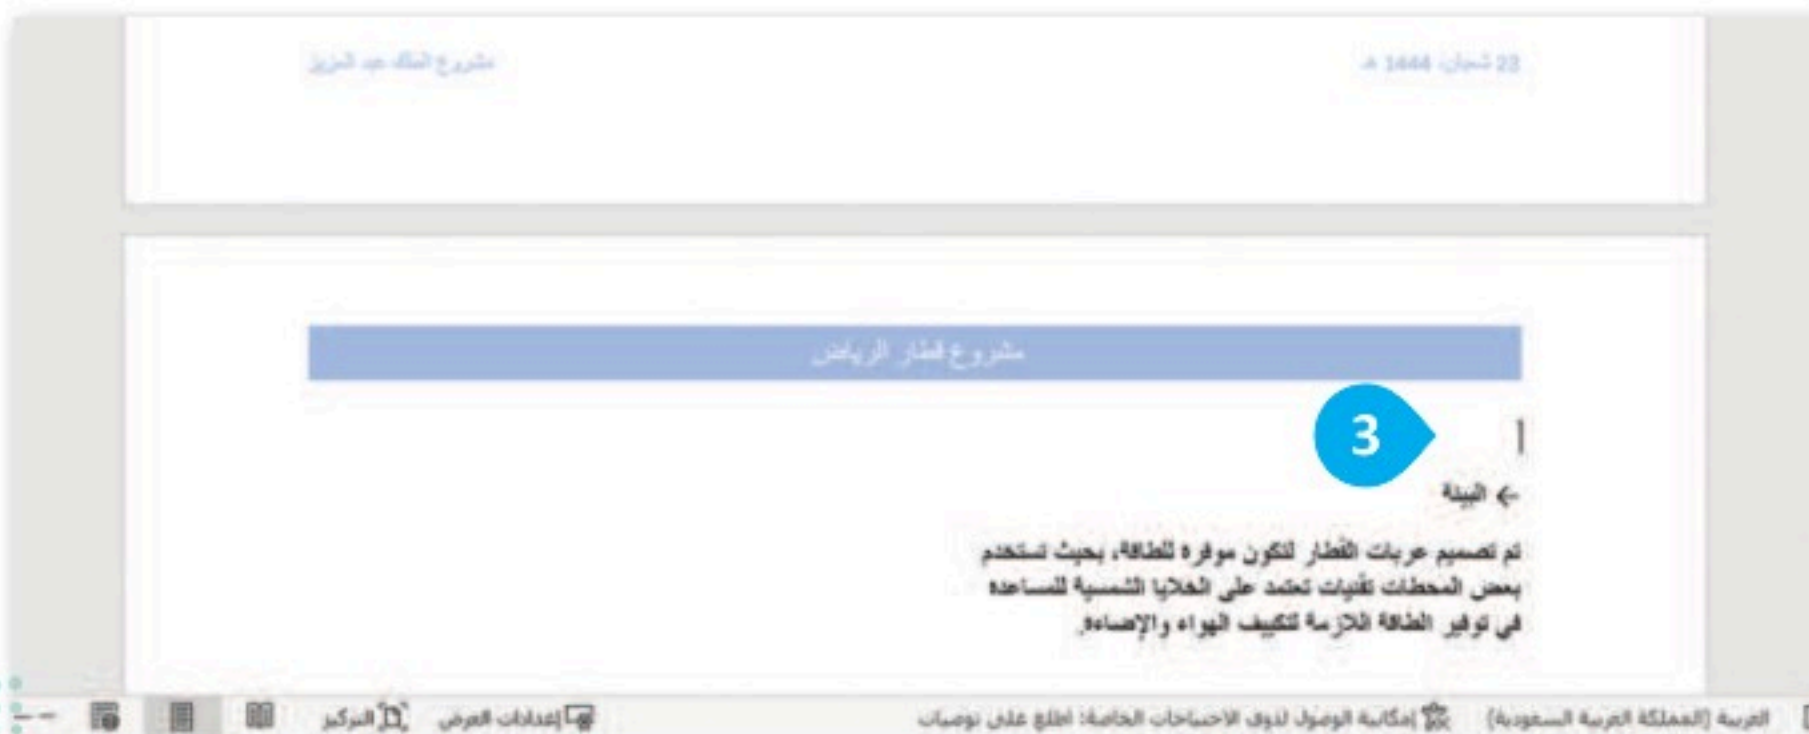 23 شعبان، 1444 هـ
مشروع الملك عبد العزيز
مشروع قطار الرياض
3
← البيئة
تم تصميم عربات القطار لتكون موفرة للطاقة، بحيث تستخدم
بعض المحطات تقنيات تعتمد على الخلايا الشمسية للمساعدة
في توفير الطاقة اللازمة لتكييف الهواء والإضاءة.
العربية (المملكة العربية السعودية)
إمكانية الوصول لذوي الاحتياجات الخاصة: اطلع على توصيات
إعدادات العرض
التركيز